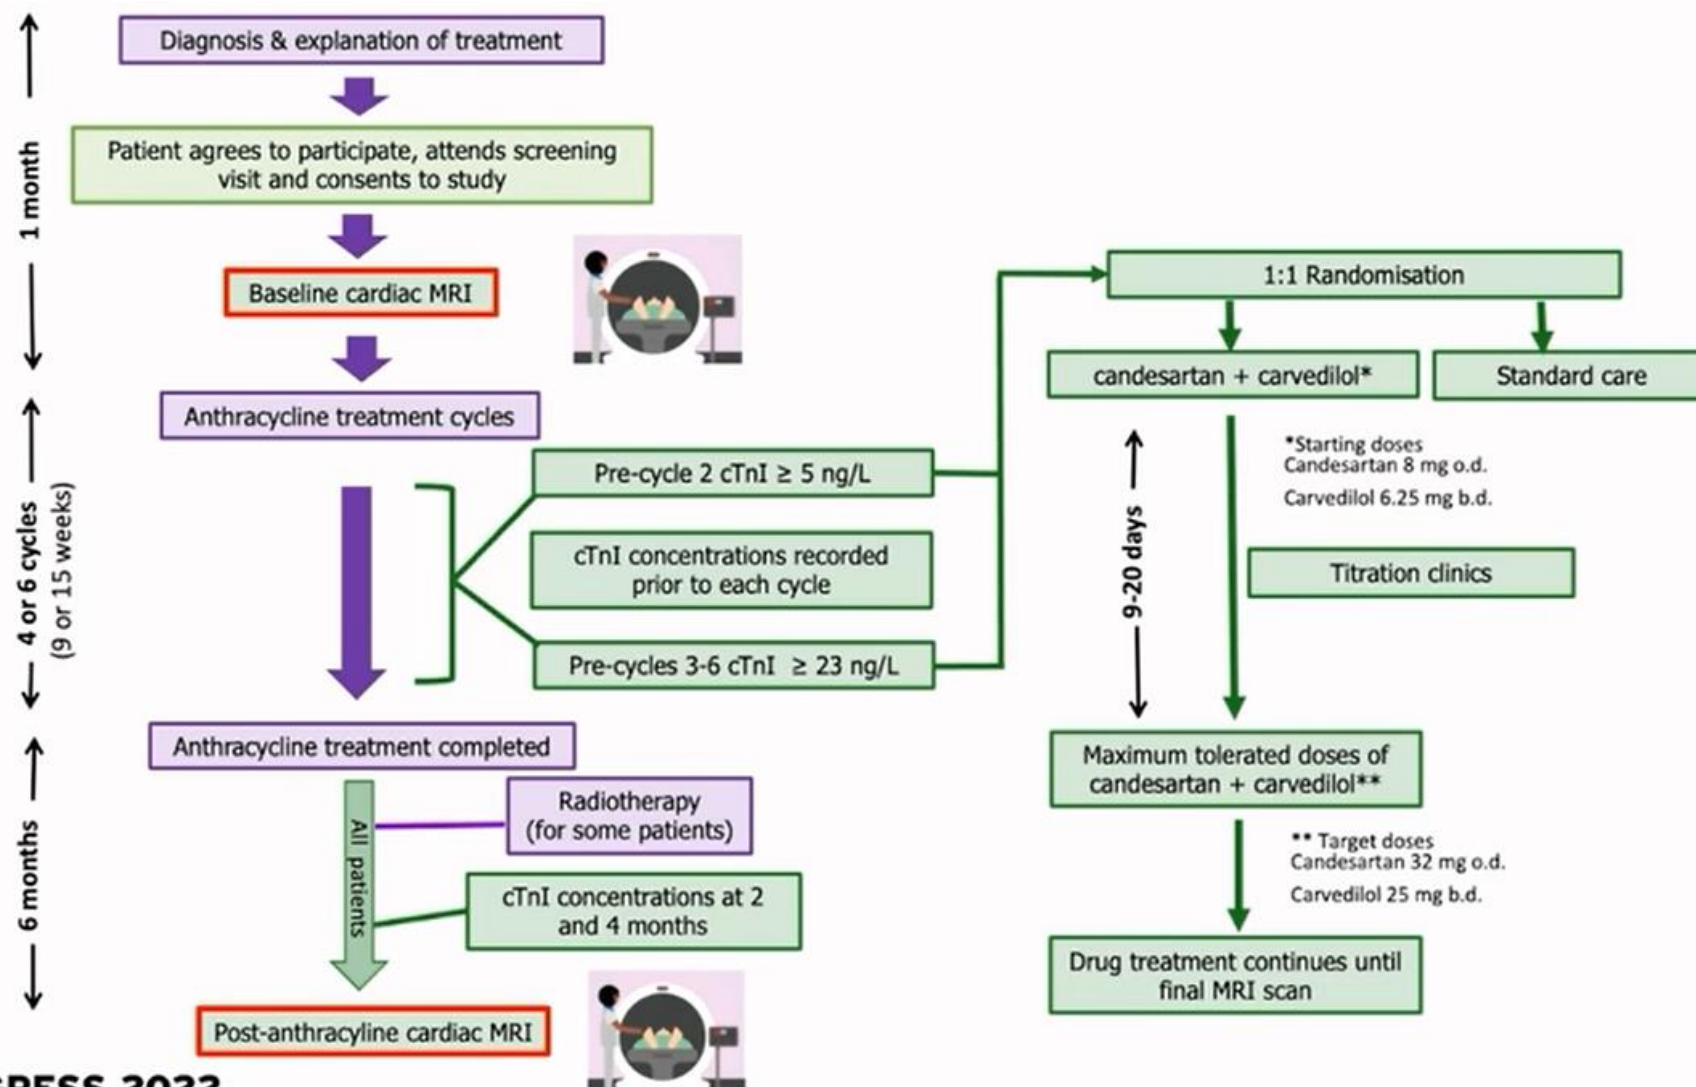 Diagnosis & explanation of treatment
Patient agrees to participate, attends screening
visit and consents to study
Baseline cardiac MRI
Anthracycline treatment cycles
Pre-cycle 2 cTnI ≥ 5 ng/L
cTnI concentrations recorded
prior to each cycle
Pre-cycles 3-6 cTnI ≥ 23 ng/L
Anthracycline treatment completed
Radiotherapy
(for some patients)
All patients
cTnI concentrations at 2
and 4 months
Post-anthracyline cardiac MRI
1 month
4 or 6 cycles
(9 or 15 weeks)
6 months
1:1 Randomisation
candesartan + carvedilol*
Standard care
*Starting doses
Candesartan 8 mg o.d.
Carvedilol 6.25 mg b.d.
9-20 days
Titration clinics
Maximum tolerated doses of
candesartan + carvedilol**
** Target doses
Candesartan 32 mg o.d.
Carvedilol 25 mg b.d.
Drug treatment continues until
final MRI scan